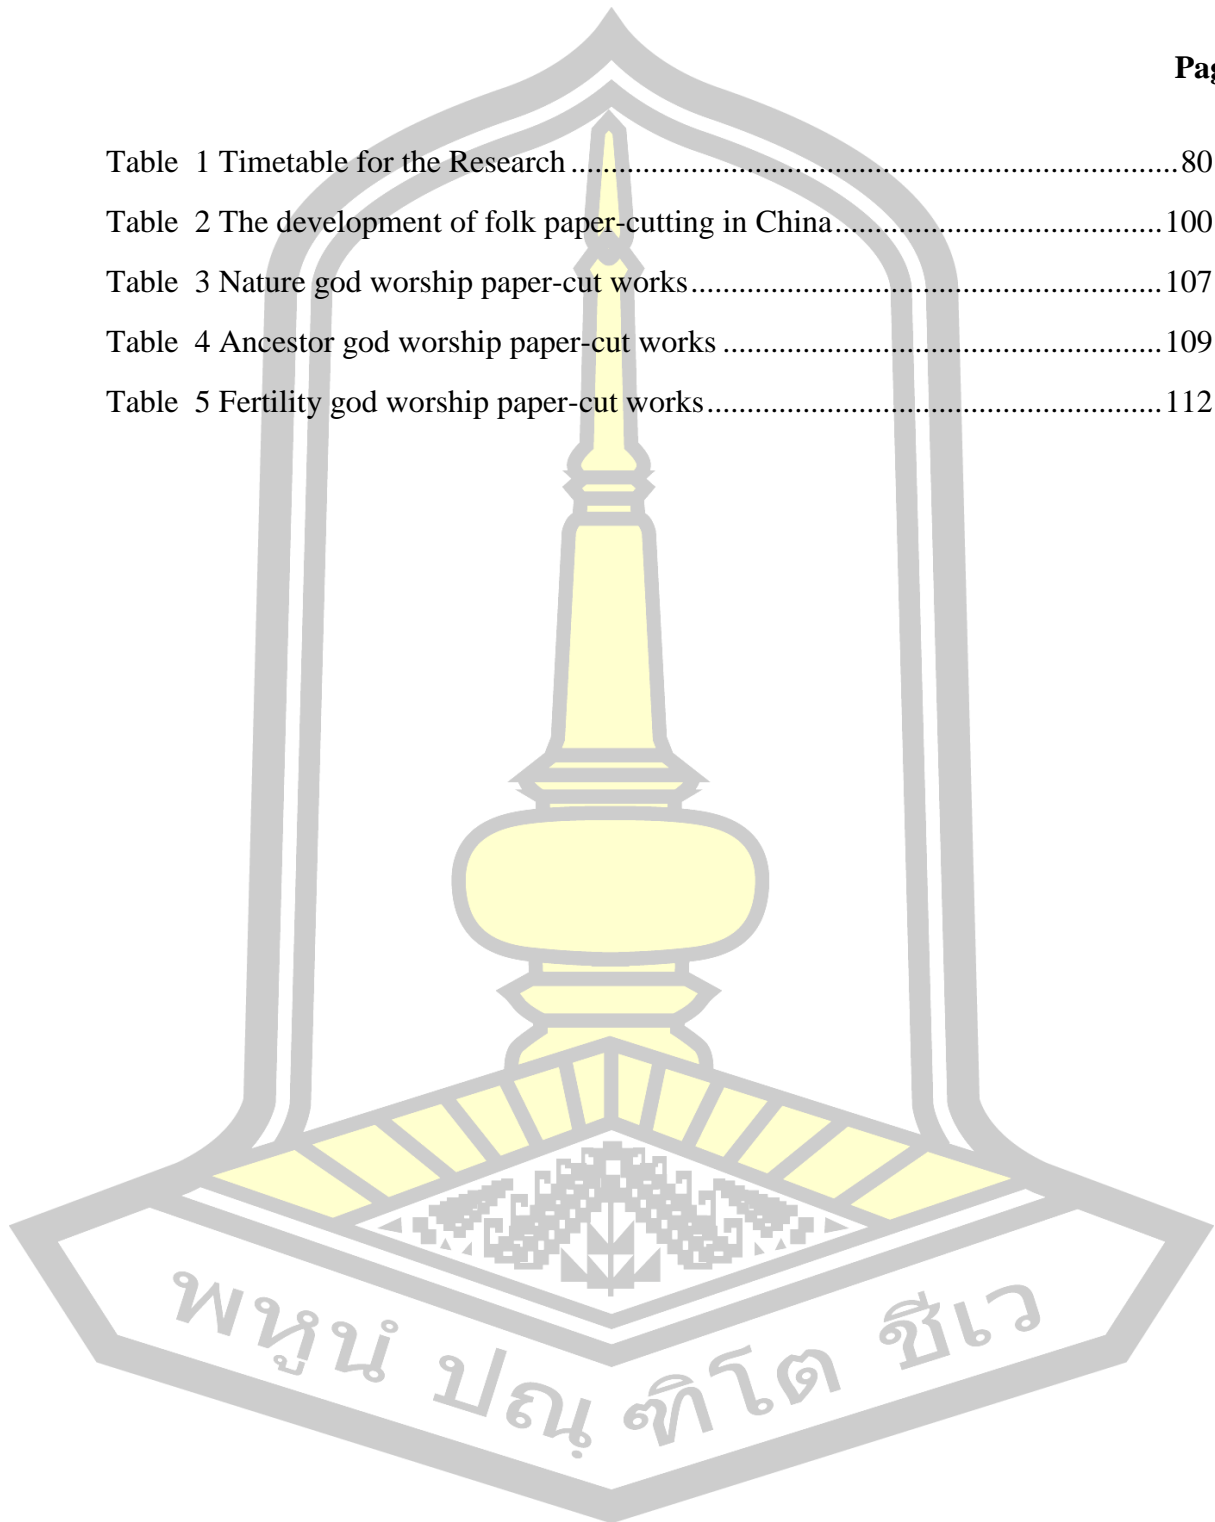 Pag
Table 1 Timetable for the Research ........................................................................... 80
Table 2 The development of folk paper-cutting in China......................................... 100
Table 3 Nature god worship paper-cut works.......................................................... 107
Table 4 Ancestor god worship paper-cut works ...................................................... 109
Table 5 Fertility god worship paper-cut works........................................................ 112
พหูนํ ปณฺฑิโต ชีเว